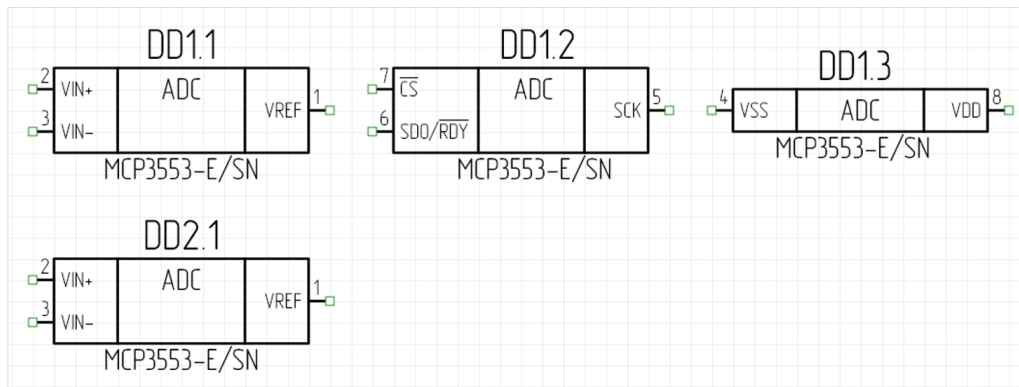 DD1.1
2 VIN+ ADC
VREF 1
3 VIN-
MCP3553-E/SN
DD1.2
7 CS ADC
SCK 5
6 SDO/RDY
MCP3553-E/SN
DD1.3
4 VSS ADC VDD 8
MCP3553-E/SN
DD2.1
2 VIN+ ADC
VREF 1
3 VIN-
MCP3553-E/SN